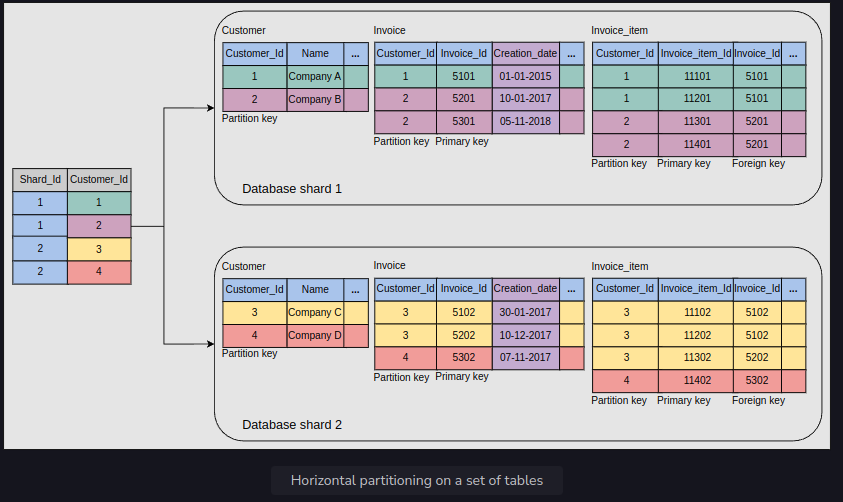 Customer
Customer_Id Name ...
1 Company A
2 Company B
Partition key
Invoice
Customer_Id Invoice_Id Creation_date ...
1 5101 01-01-2015
2 5201 10-01-2017
2 5301 05-11-2018
Partition key Primary key
Invoice_item
Customer_Id Invoice_item_Id Invoice_Id ...
1 11101 5101
1 11201 5101
2 11301 5201
2 11401 5201
Partition key Primary key Foreign key
Database shard 1
Shard_Id Customer_Id
1 1
1 2
2 3
2 4
Customer
Customer_Id Name ...
3 Company C
4 Company D
Partition key
Invoice
Customer_Id Invoice_Id Creation_date ...
3 5102 30-01-2017
3 5202 10-12-2017
4 5302 07-11-2017
Partition key Primary key
Invoice_item
Customer_Id Invoice_item_Id Invoice_Id ...
3 11102 5102
3 11202 5102
3 11302 5202
4 11402 5302
Partition key Primary key Foreign key
Database shard 2
Horizontal partitioning on a set of tables